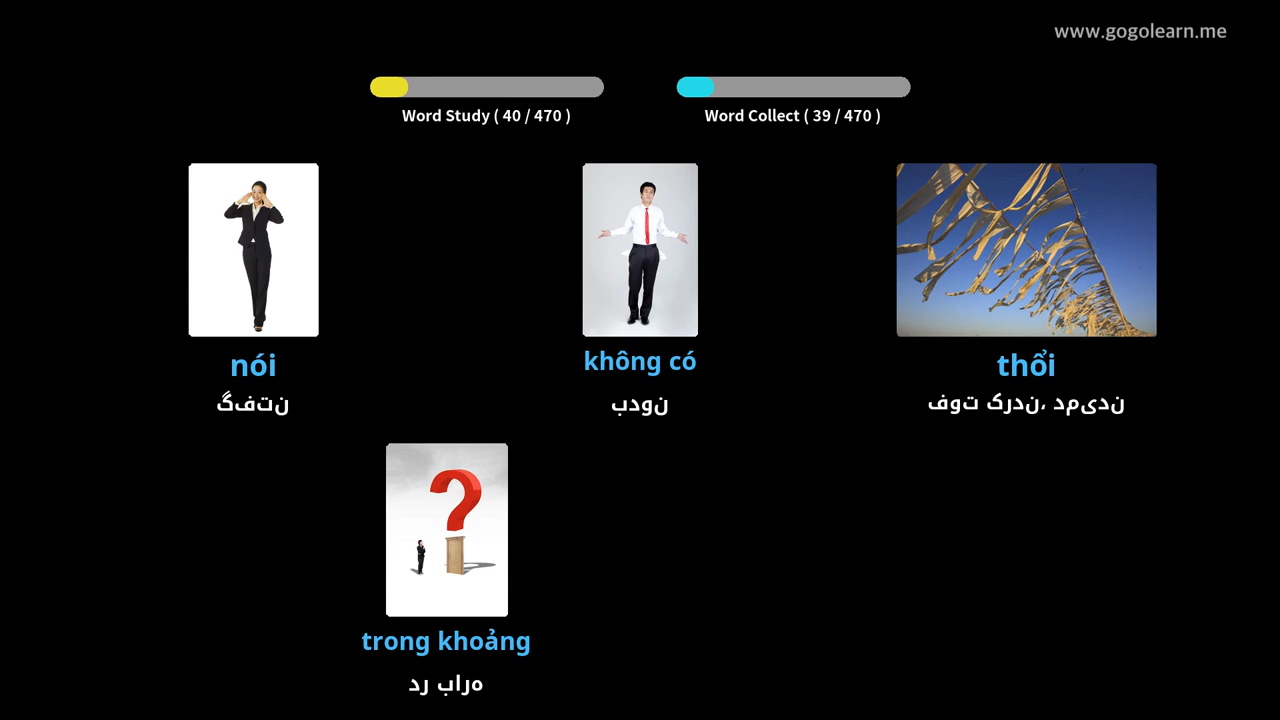 www.gogolearn.me
Word Study ( 40 / 470 )
Word Collect ( 39 / 470 )
nói
không có
thổi
گفتن
بدون
فوت کردن، دمیدن
trong khoảng
در باره